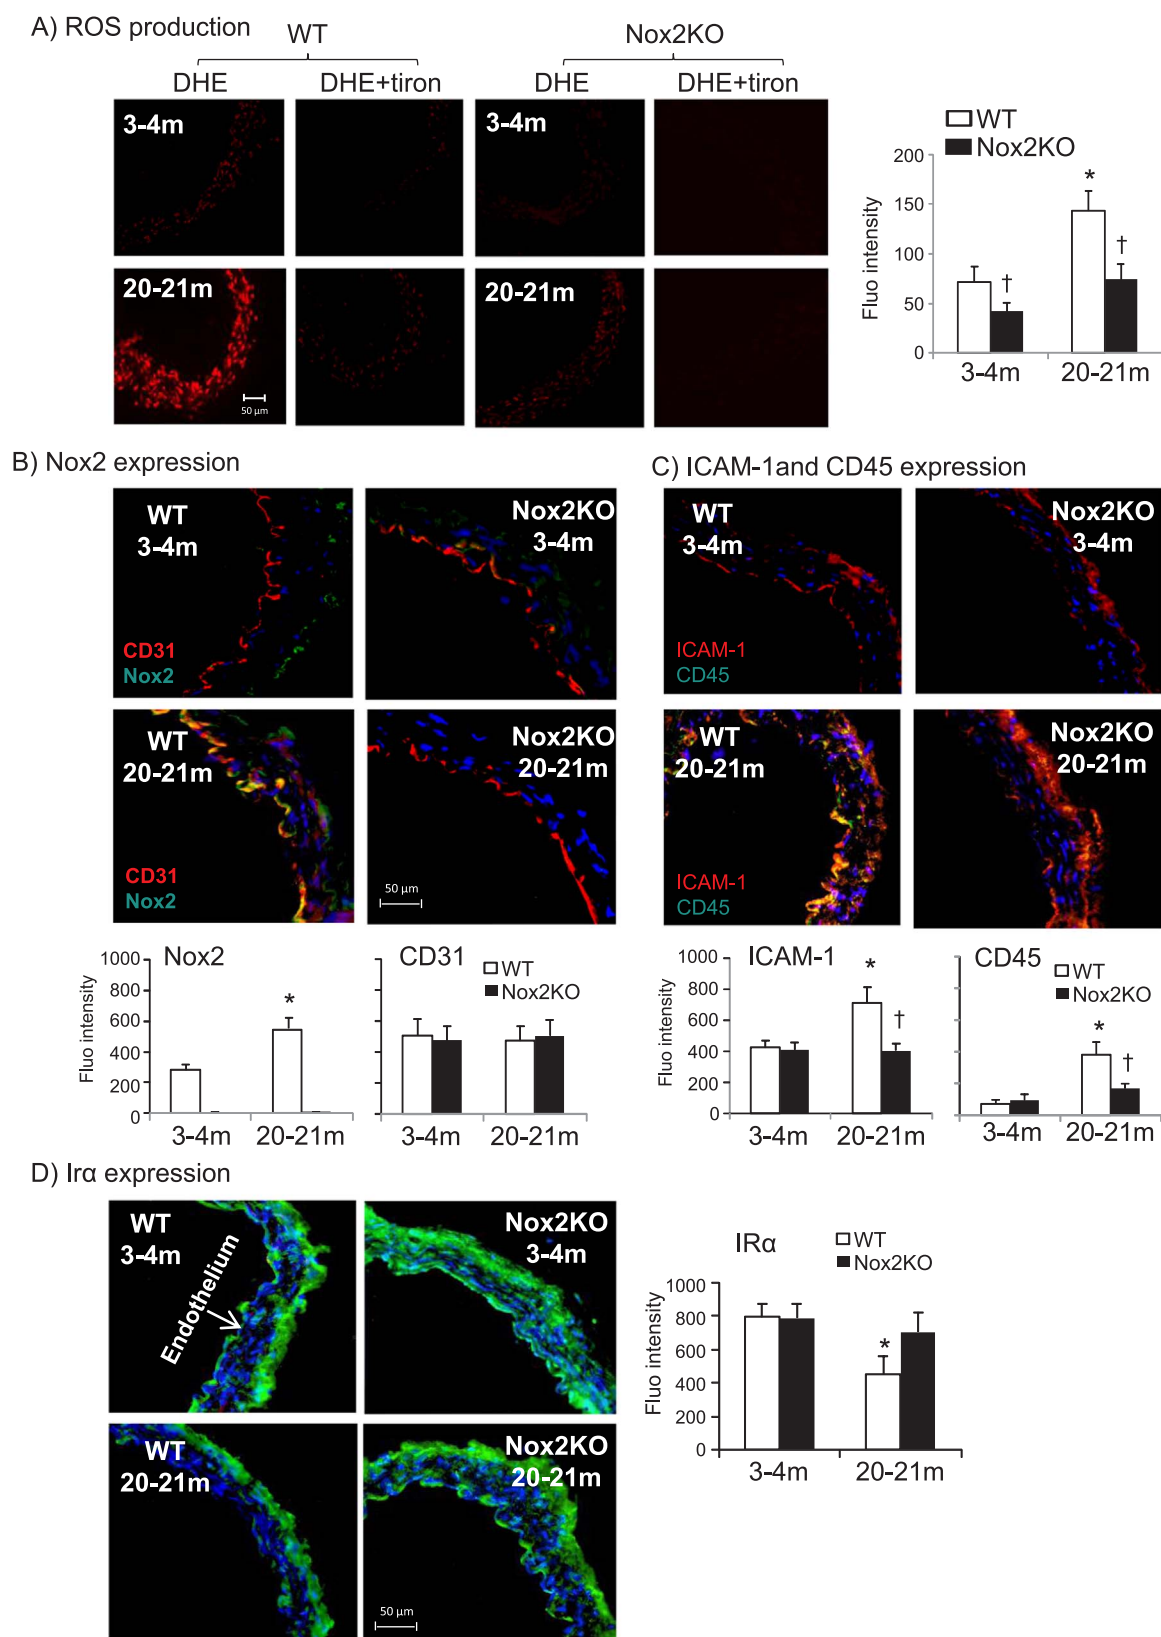 A) ROS production
WT
Nox2KO
DHE
DHE+tiron
DHE
DHE+tiron
3-4m
3-4m
20-21m
20-21m
50 µm
WT
Nox2KO
Fluo intensity
200
150
100
50
0
*
†
†
3-4m
20-21m
B) Nox2 expression
WT
3-4m
CD31
Nox2
Nox2KO
3-4m
WT
20-21m
CD31
Nox2
Nox2KO
20-21m
50 µm
Nox2
Fluo intensity
1000
800
600
400
200
0
*
3-4m
20-21m
CD31
WT
Nox2KO
3-4m
20-21m
C) ICAM-1and CD45 expression
WT
3-4m
ICAM-1
CD45
Nox2KO
3-4m
WT
20-21m
ICAM-1
CD45
Nox2KO
20-21m
ICAM-1
Fluo intensity
1000
800
600
400
200
0
*
†
3-4m
20-21m
CD45
WT
Nox2KO
*
†
3-4m
20-21m
D) Irα expression
WT
3-4m
Endothelium
Nox2KO
3-4m
WT
20-21m
Nox2KO
20-21m
50 µm
IRα
WT
Nox2KO
Fluo intensity
1000
800
600
400
200
0
*
3-4m
20-21m